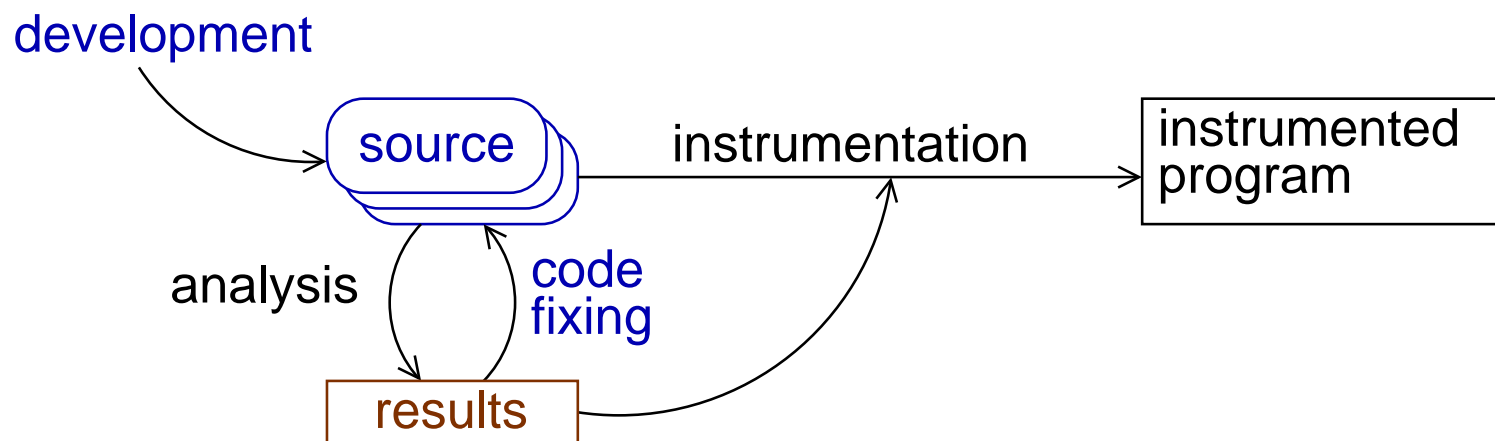 development
source
instrumentation
instrumented
program
analysis
code
fixing
results